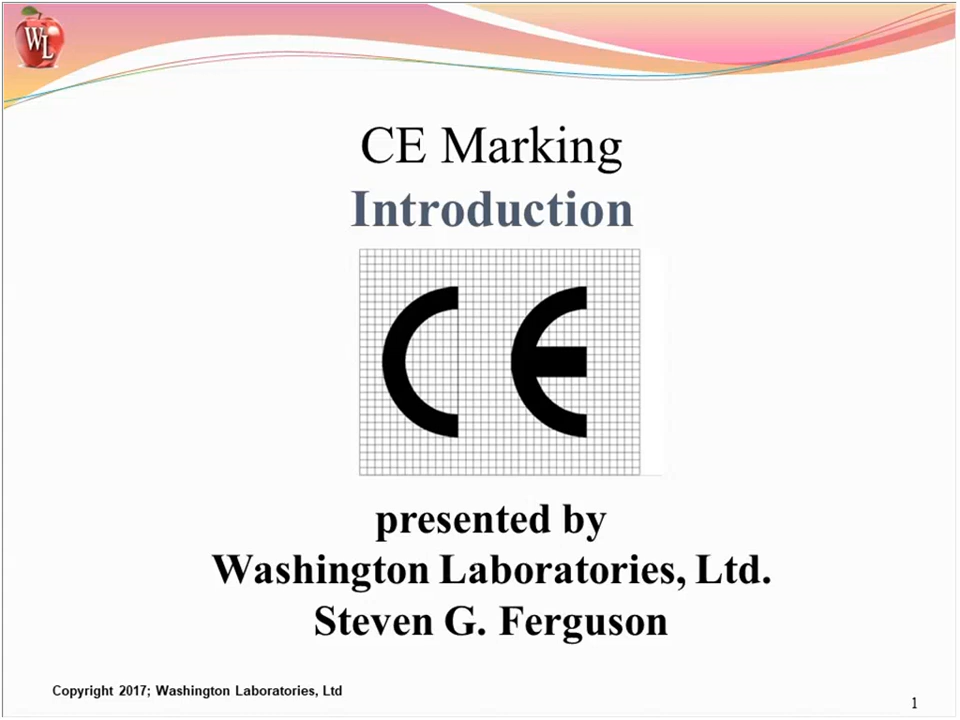 WL
CE Marking
Introduction
CE
presented by
Washington Laboratories, Ltd.
Steven G. Ferguson
Copyright 2017; Washington Laboratories, Ltd
1